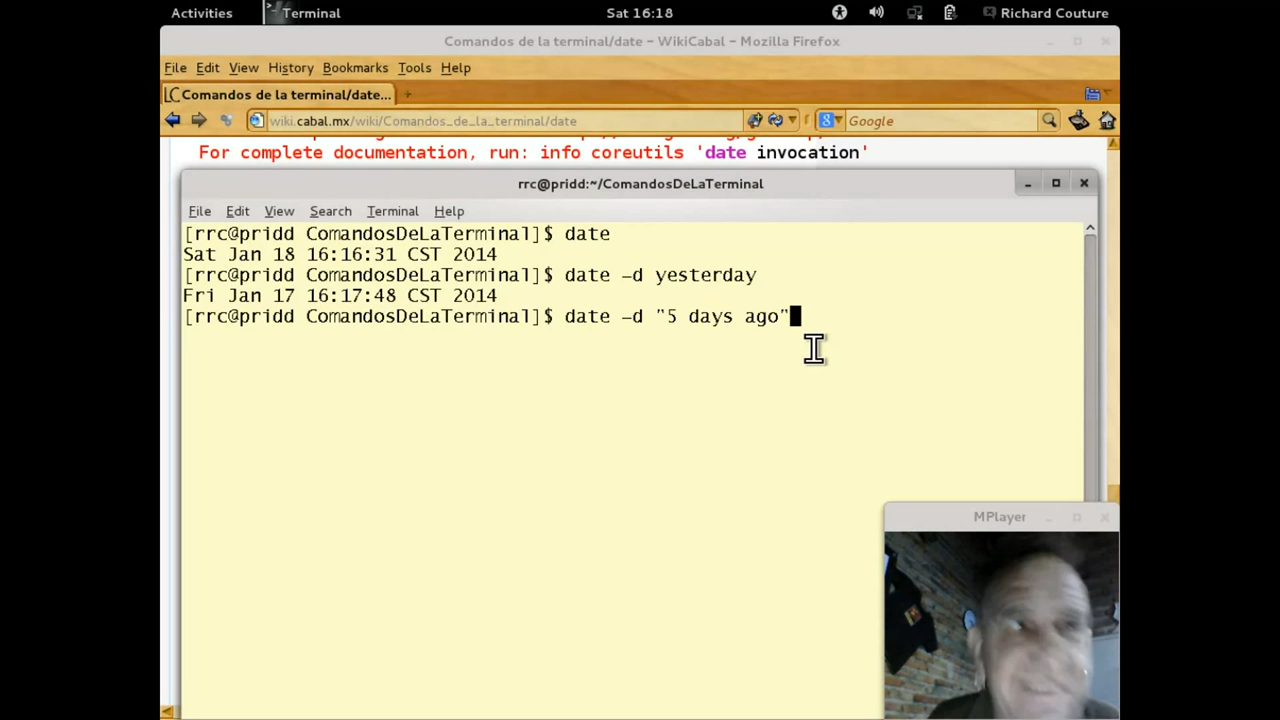 Activities Terminal Sat 16:18 Richard Couture
Comandos de la terminal/date - WikiCabal - Mozilla Firefox
File Edit View History Bookmarks Tools Help
Comandos de la terminal/date...
wiki.cabal.mx/wiki/Comandos_de_la_terminal/date Google
For complete documentation, run: info coreutils 'date invocation'
rrc@pridd:~/ComandosDeLaTerminal
File Edit View Search Terminal Help
[rrc@pridd ComandosDeLaTerminal]$ date
Sat Jan 18 16:16:31 CST 2014
[rrc@pridd ComandosDeLaTerminal]$ date -d yesterday
Fri Jan 17 16:17:48 CST 2014
[rrc@pridd ComandosDeLaTerminal]$ date -d "5 days ago"
MPlayer